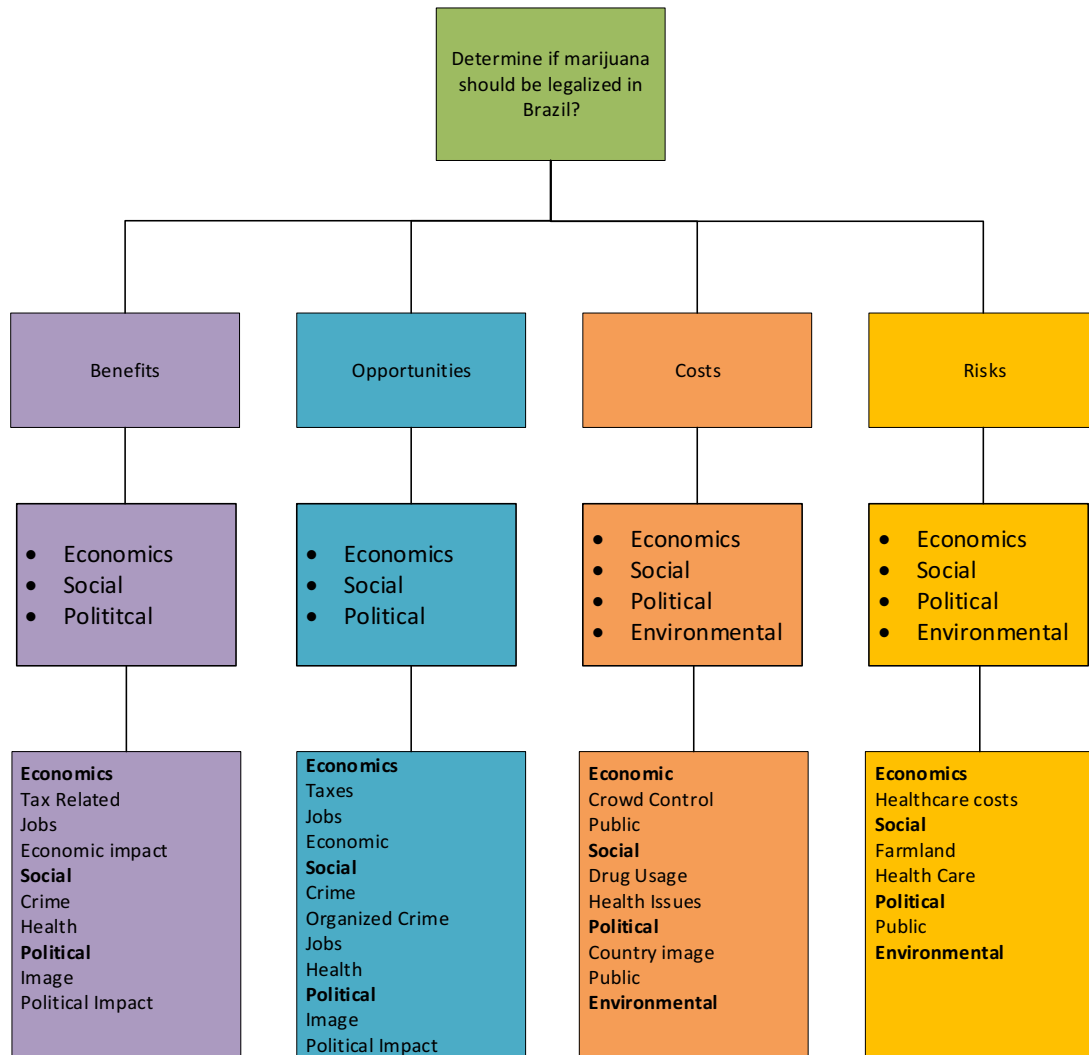 Determine if marijuana
should be legalized in
Brazil?
Benefits
Opportunities
Costs
Risks
• Economics
• Social
• Polititcal
• Economics
• Social
• Political
• Economics
• Social
• Political
• Environmental
• Economics
• Social
• Political
• Environmental
Economics
Tax Related
Jobs
Economic impact
Social
Crime
Health
Political
Image
Political Impact
Economics
Taxes
Jobs
Economic
Social
Crime
Organized Crime
Jobs
Health
Political
Image
Political Impact
Economic
Crowd Control
Public
Social
Drug Usage
Health Issues
Political
Country image
Public
Environmental
Economics
Healthcare costs
Social
Farmland
Health Care
Political
Public
Environmental